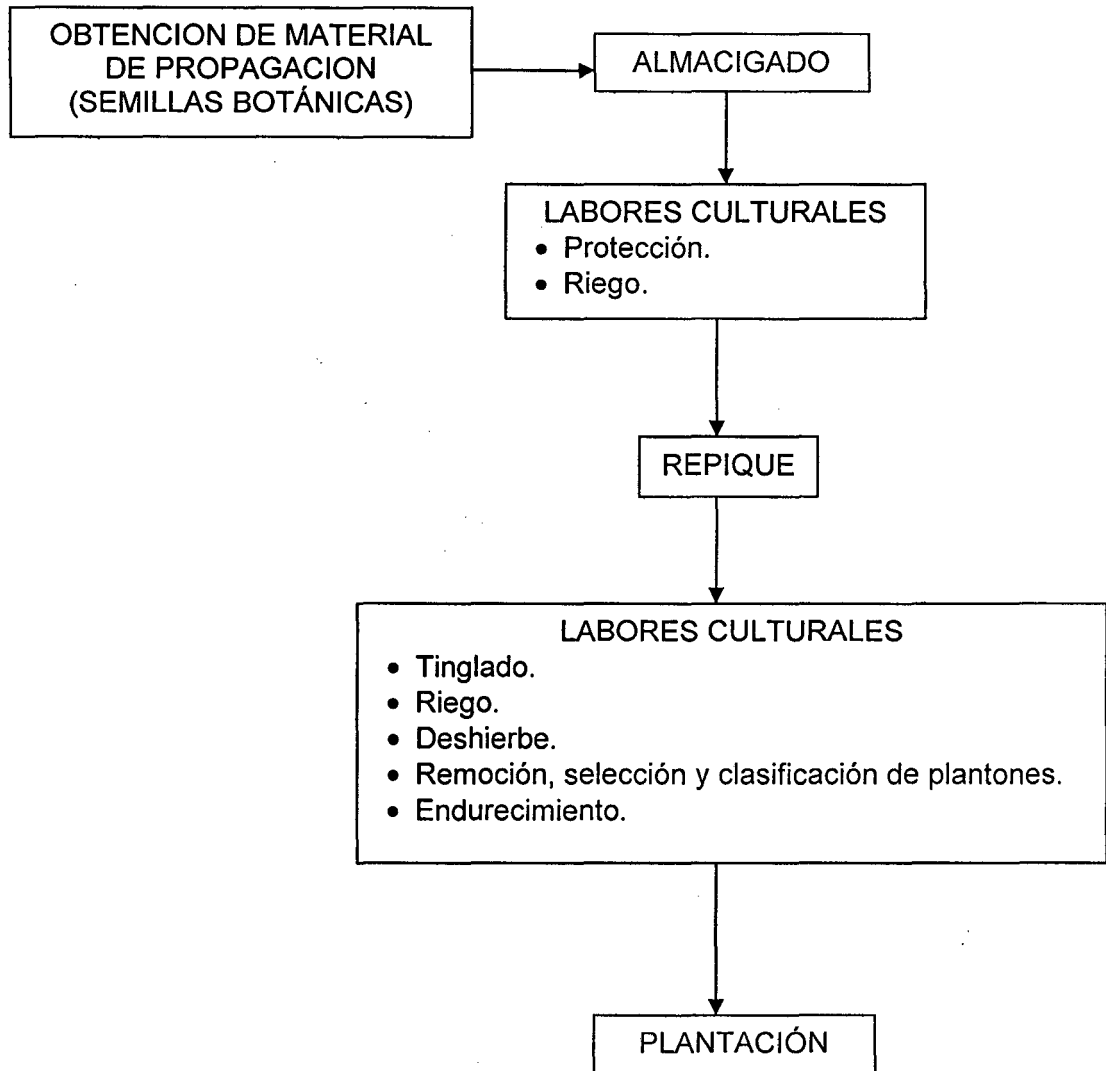 OBTENCION DE MATERIAL
DE PROPAGACION
(SEMILLAS BOTÁNICAS)
ALMACIGADO
LABORES CULTURALES
• Protección.
• Riego.
REPIQUE
LABORES CULTURALES
• Tinglado.
• Riego.
• Deshierbe.
• Remoción, selección y clasificación de plantones.
• Endurecimiento.
PLANTACIÓN